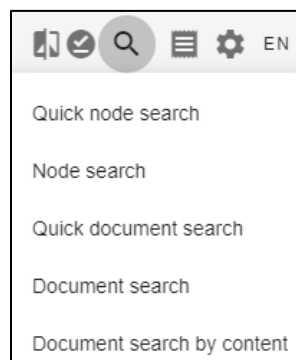 EN
Quick node search
Node search
Quick document search
Document search
Document search by content